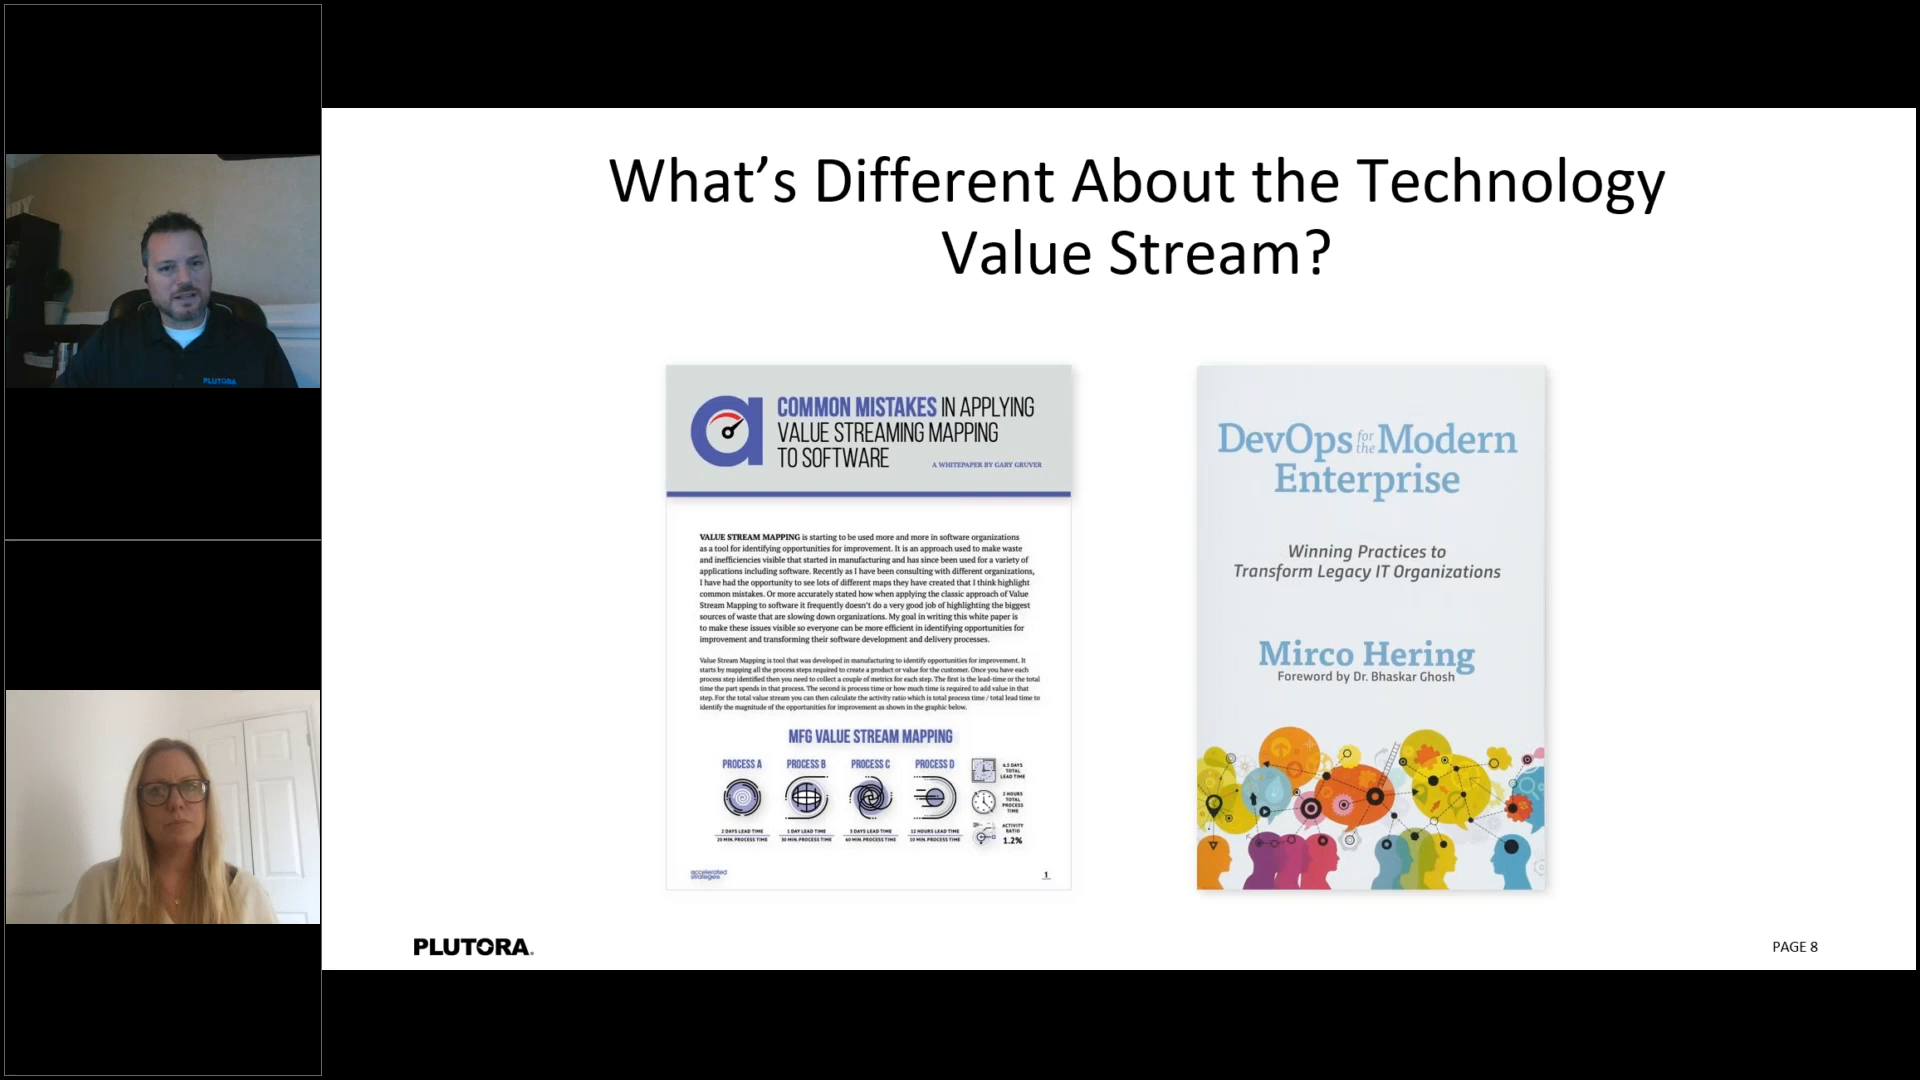 PLUTORA
What's Different About the Technology
Value Stream?
COMMON MISTAKES IN APPLYING
VALUE STREAMING MAPPING
TO SOFTWARE
A WHITEPAPER BY GARY GRUVER
VALUE STREAM MAPPING is starting to be used more and more in software organizations
as a tool for identifying opportunities for improvement. It is an approach used to make waste
and inefficiencies visible that started in manufacturing and has since been used for a variety of
applications including software. Recently as I have been consulting with different organizations,
I have had the opportunity to see lots of different maps they have created that I think highlight
common mistakes. Or more accurately stated how when applying the classic approach of Value
Stream Mapping to software it frequently doesn't do a very good job of highlighting the biggest
sources of waste that are slowing down organizations. My goal in writing this white paper is
to make these issues visible so everyone can be more efficient in identifying opportunities for
improvement and transforming their software development and delivery processes.
Value Stream Mapping is tool that was developed in manufacturing to identify opportunities for improvement. It
starts by mapping all the process steps required to create a product or value for the customer. Once you have each
process step identified then you need to collect a couple of metrics for each step. The first is the lead-time or the total
time the part spends in that process. The second is process time or how much time is required to add value in that
step. For the total value stream you can then calculate the activity ratio which is total process time / total lead time to
identify the magnitude of the opportunities for improvement as shown in the graphic below.
MFG VALUE STREAM MAPPING
PROCESS A
PROCESS B
PROCESS C
PROCESS D
2 DAYS LEAD TIME
20 MIN. PROCESS TIME
1 DAY LEAD TIME
30 MIN. PROCESS TIME
3 DAYS LEAD TIME
60 MIN. PROCESS TIME
12 HOURS LEAD TIME
10 MIN. PROCESS TIME
6.5 DAYS
TOTAL
LEAD TIME
2 HOURS
TOTAL
PROCESS
TIME
ACTIVITY
RATIO
1.2%
accelerated
strategies
1
DevOps for the Modern
Enterprise
Winning Practices to
Transform Legacy IT Organizations
Mirco Hering
Foreword by Dr. Bhaskar Ghosh
PLUTORA
PAGE 8